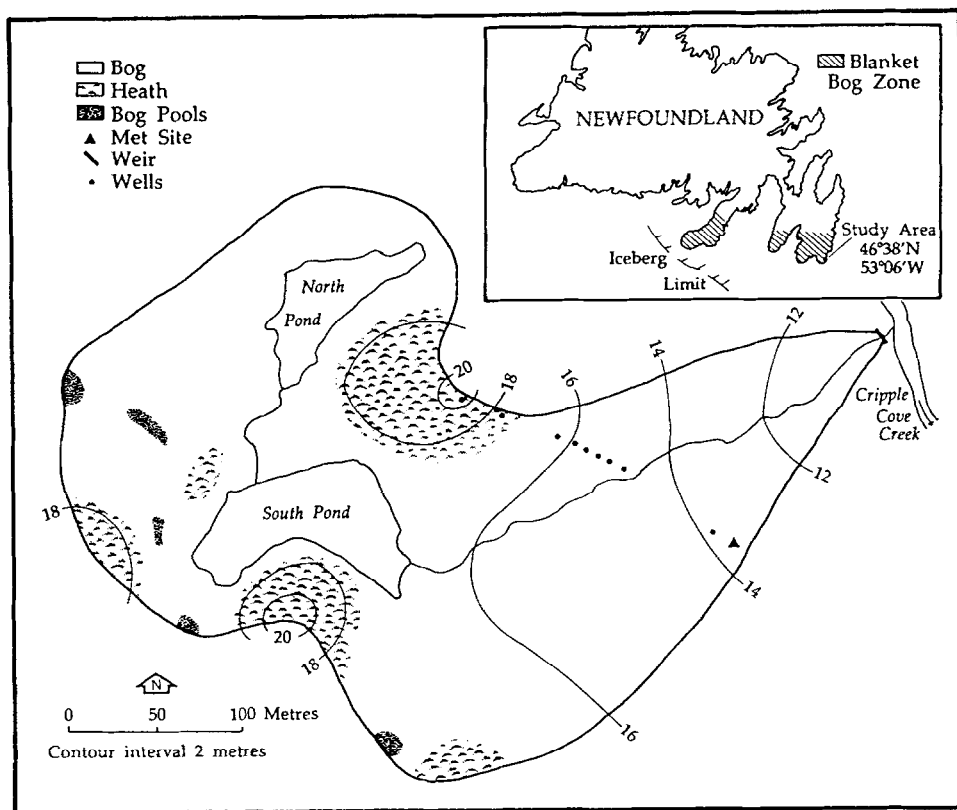 Bog
Heath
Bog Pools
Met Site
Weir
Wells
Blanket
Bog Zone
NEWFOUNDLAND
Study Area
46°38'N
53°06'W
Iceberg
Limit
North
Pond
South Pond
Cripple
Cove
Creek
20
18
16
14
12
12
14
16
18
20
18
N
0 50 100 Metres
Contour interval 2 metres